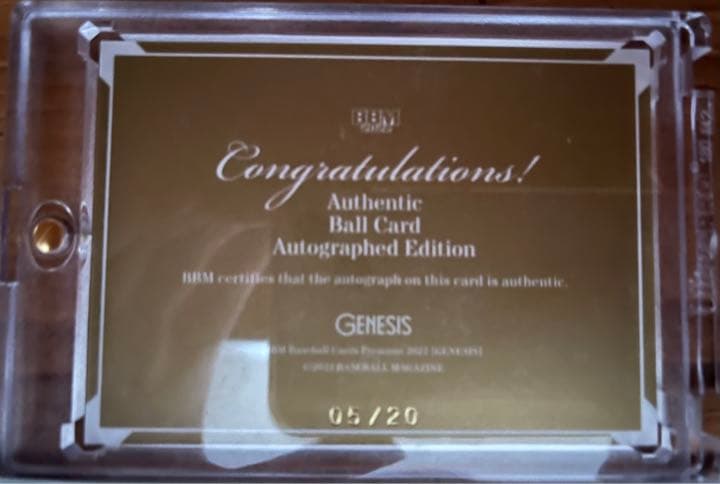 BBM
2022
Congratulations!
Authentic
Ball Card
Autographed Edition
BBM certifies that the autograph on this card is authentic.
GENESIS
BBM Baseball Cards Premium 2022 [GENESIS]
©2022 BASEBALL MAGAZINE
05/20